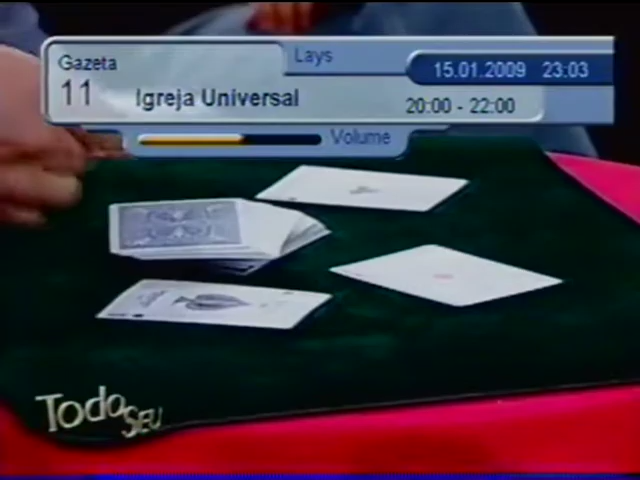 Gazeta
Lays
15.01.2009 23:03
11
Igreja Universal
20:00 - 22:00
Volume
Todo
SEU